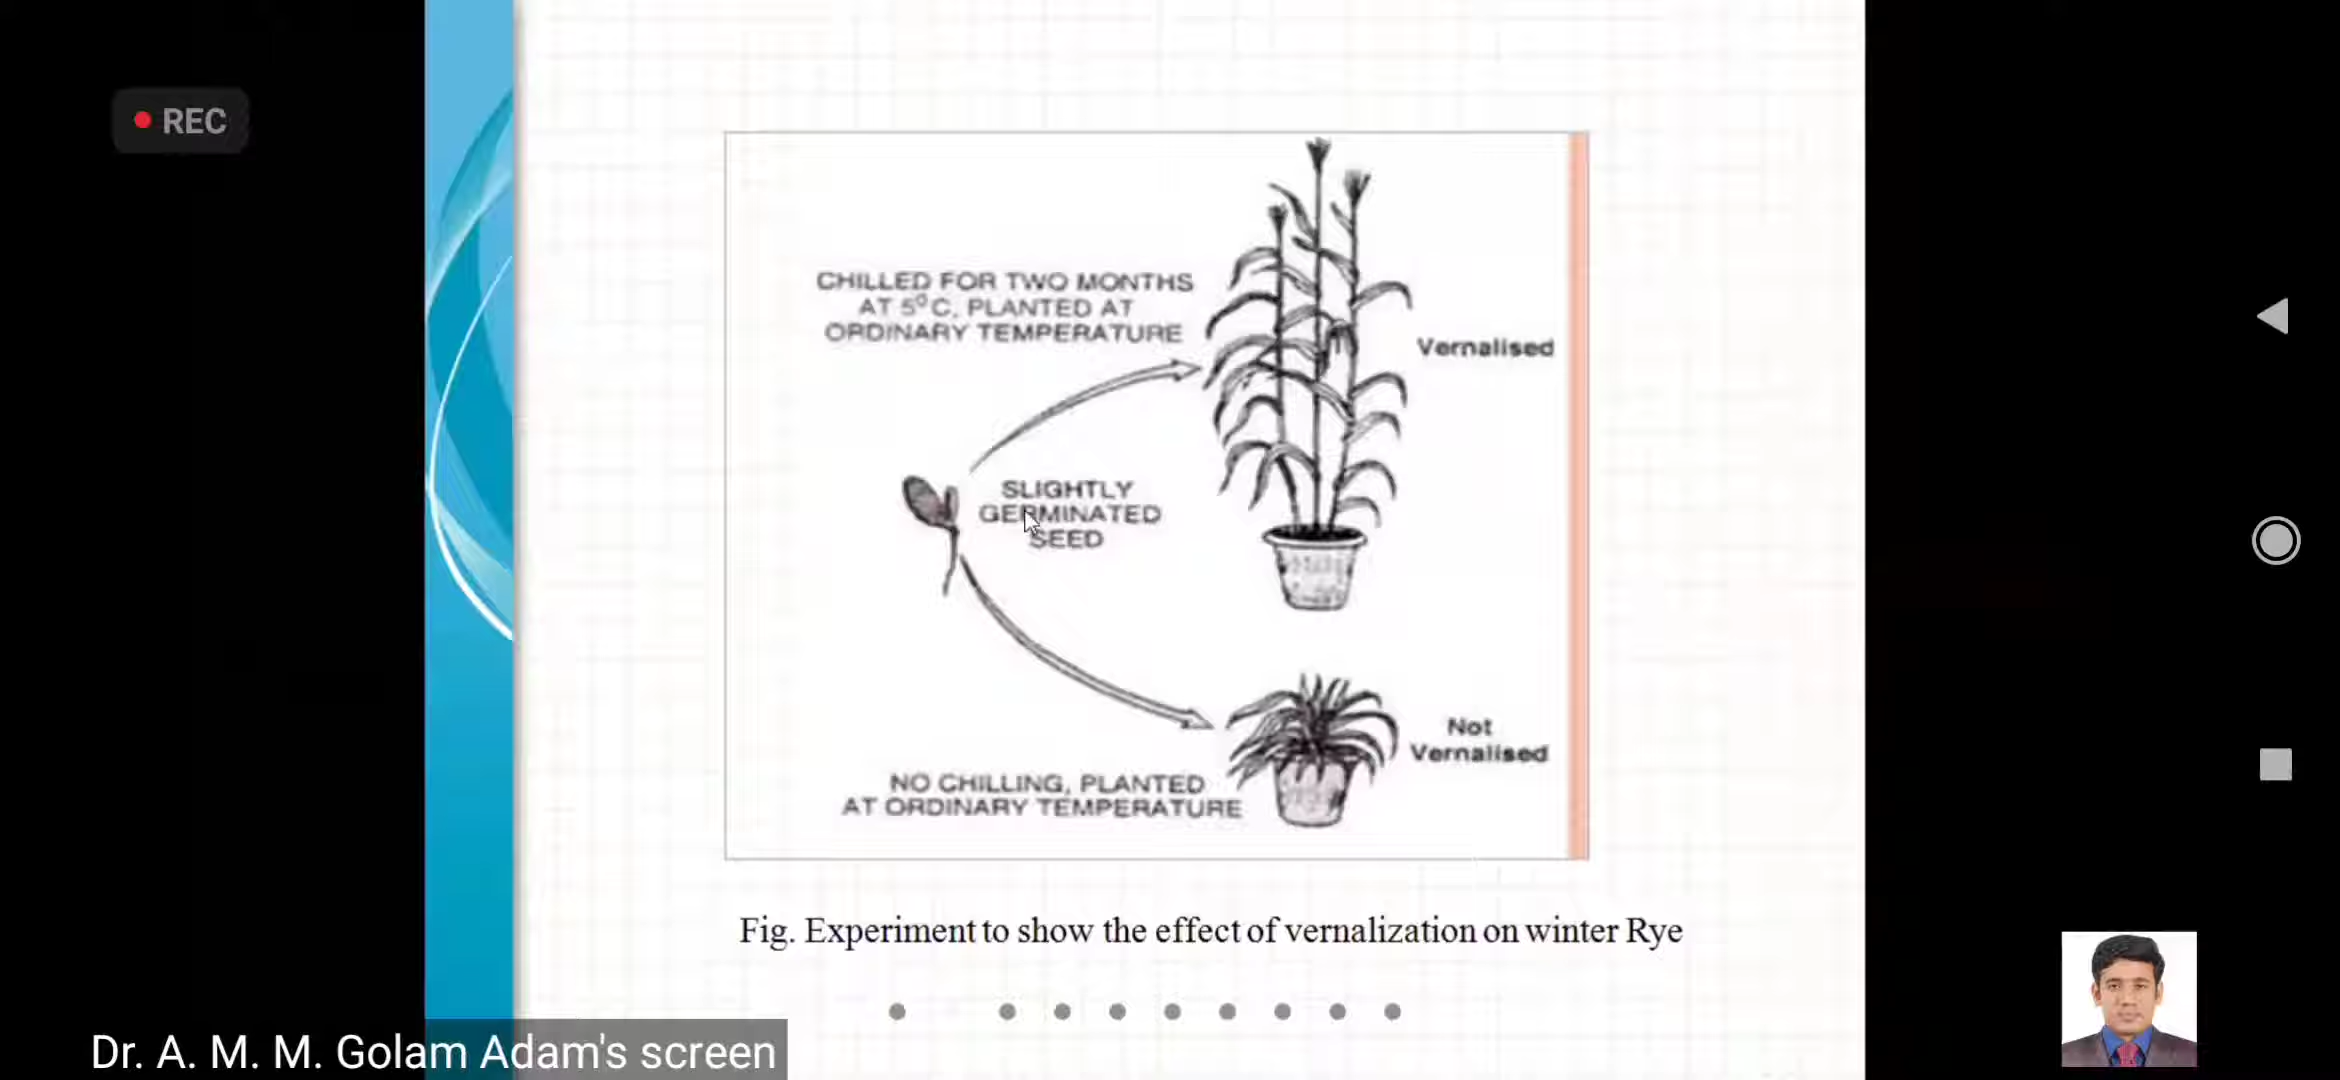 REC
CHILLED FOR TWO MONTHS
AT 5°C, PLANTED AT
ORDINARY TEMPERATURE
Vernalised
SLIGHTLY
GERMINATED
SEED
Not
Vernalised
NO CHILLING, PLANTED
AT ORDINARY TEMPERATURE
Fig. Experiment to show the effect of vernalization on winter Rye
Dr. A. M. M. Golam Adam's screen